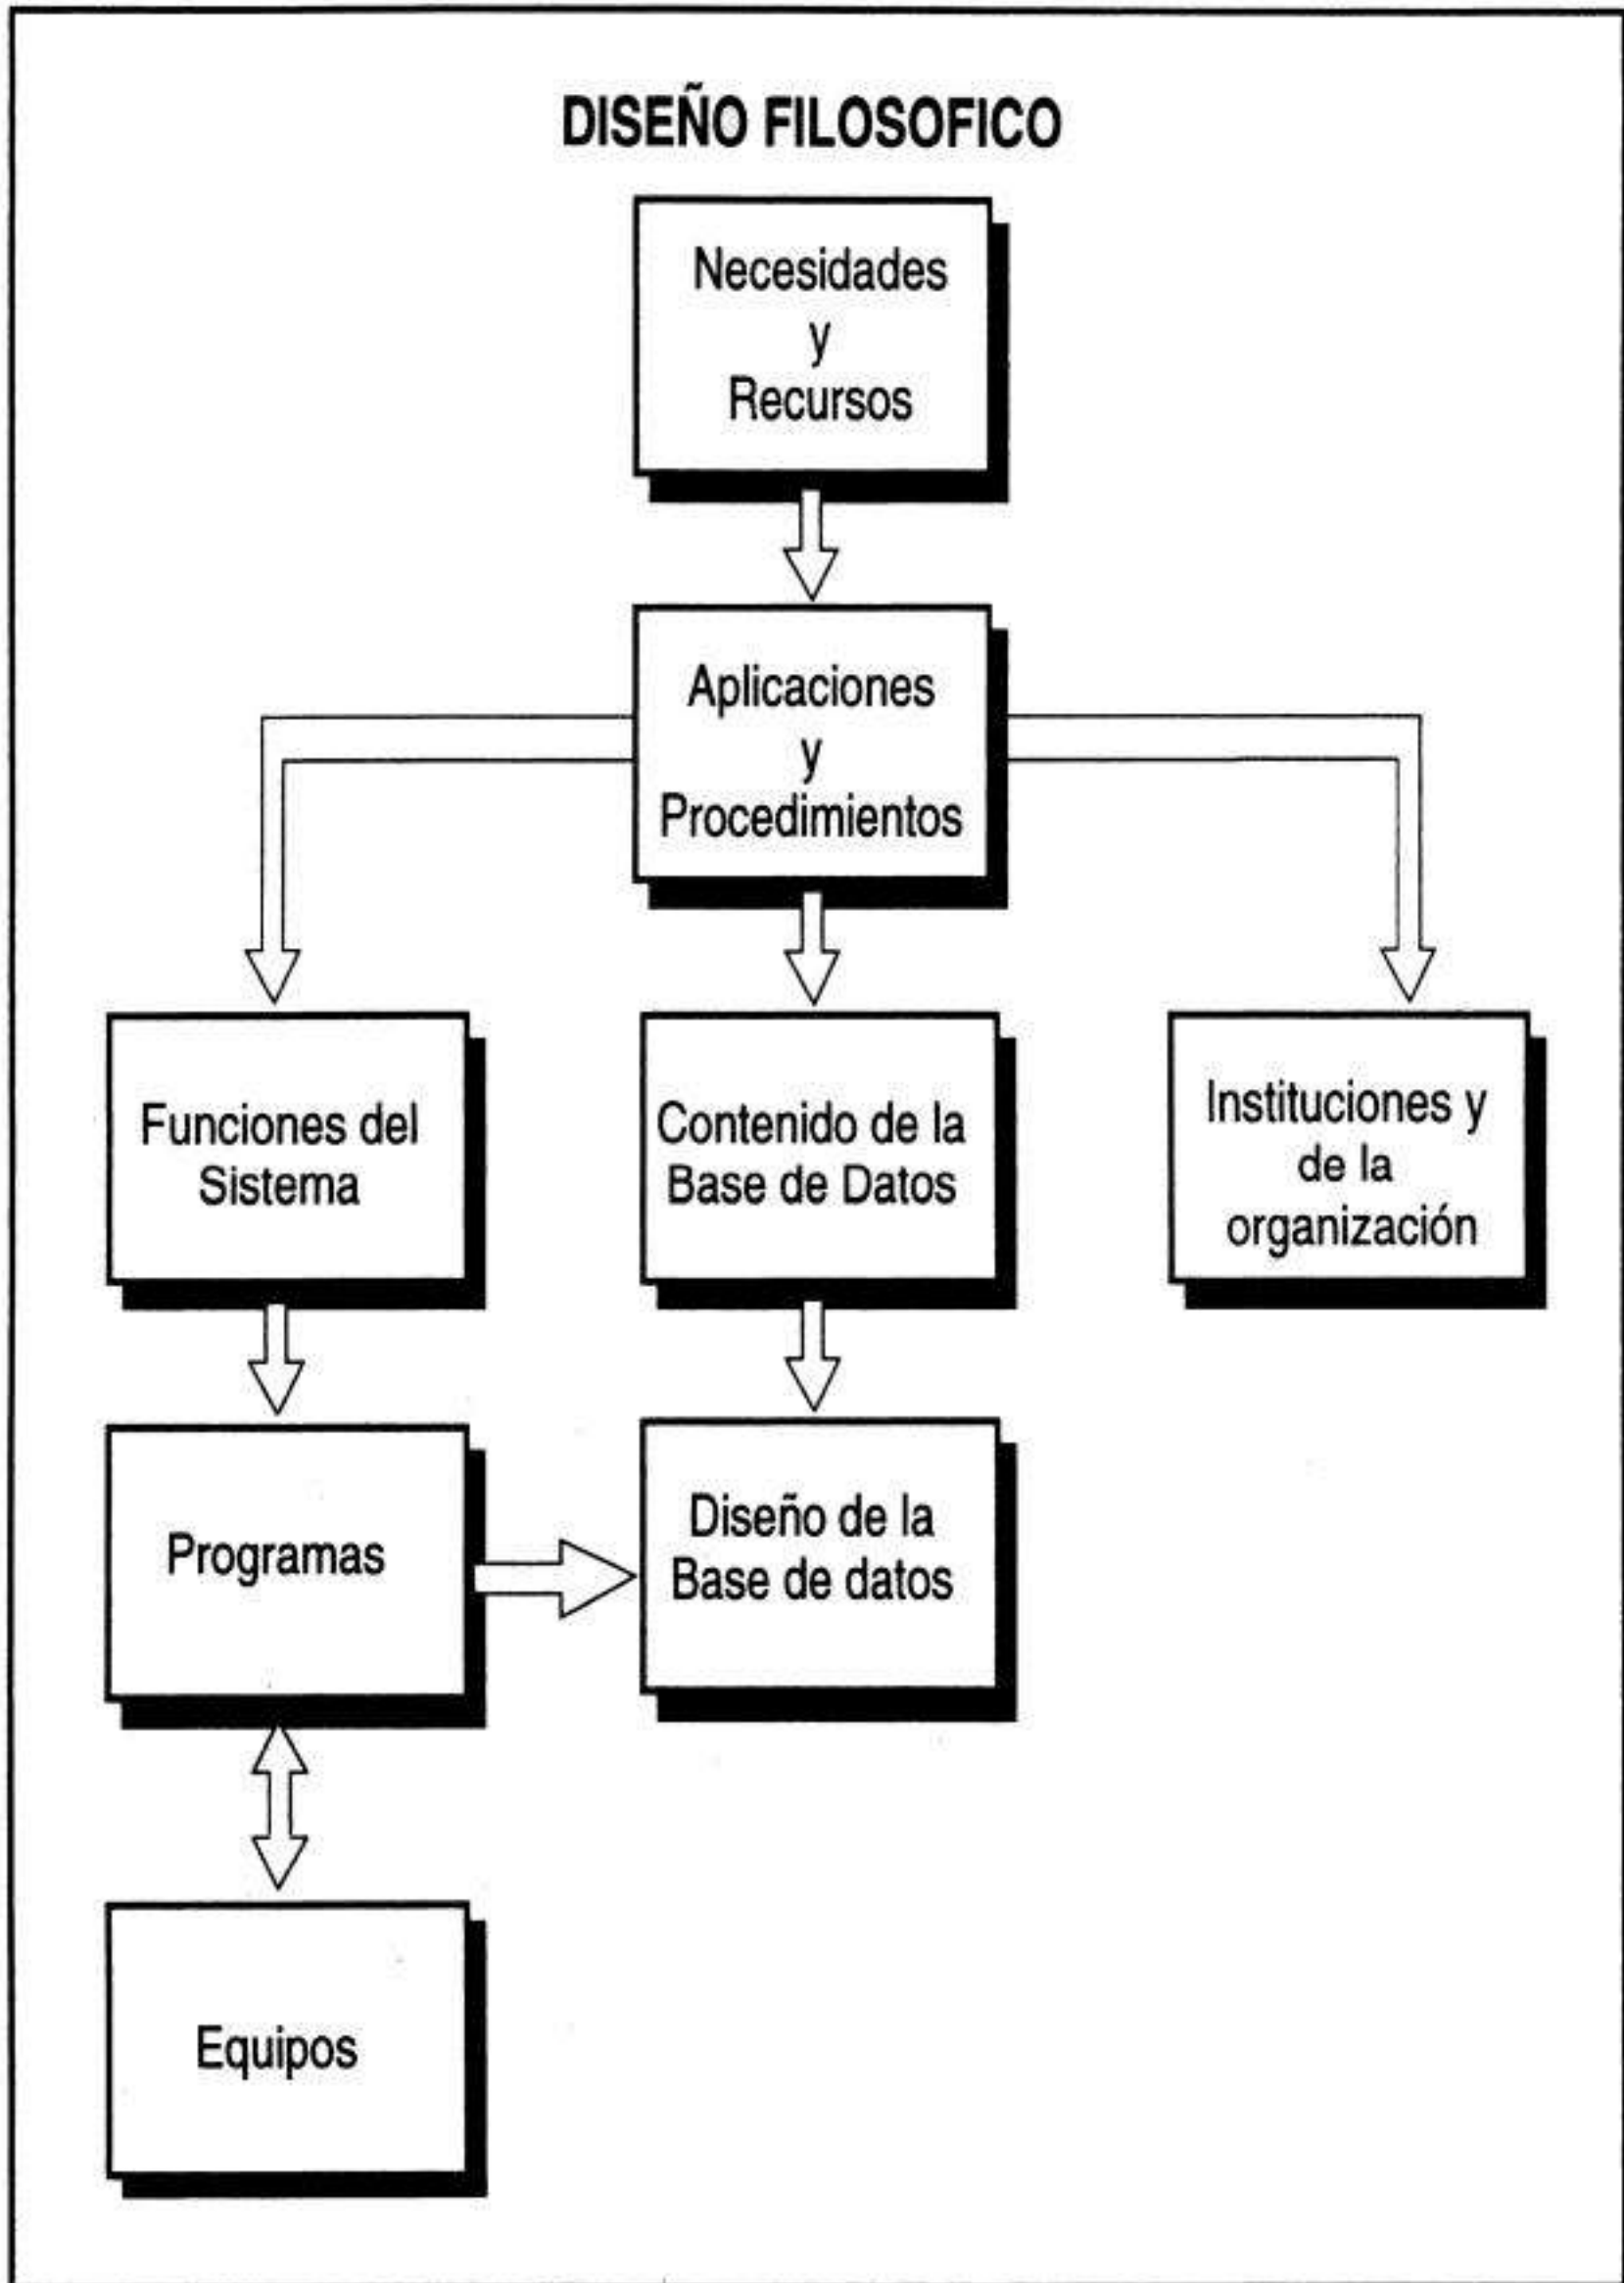 DISEÑO FILOSOFICO
Necesidades
y
Recursos
Aplicaciones
y
Procedimientos
Funciones del
Sistema
Contenido de la
Base de Datos
Instituciones y
de la
organización
Programas
Diseño de la
Base de datos
Equipos